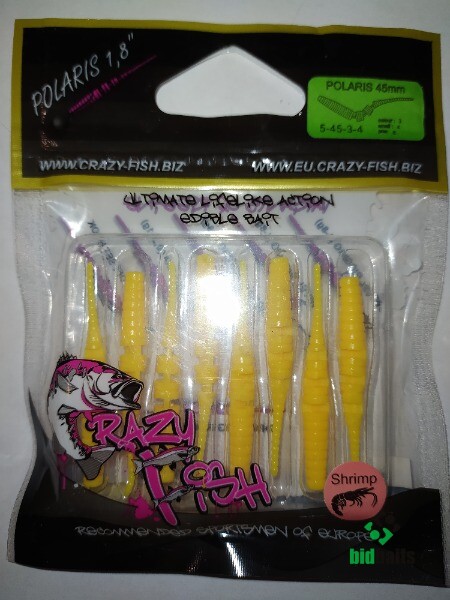 POLARIS 1,8"
POLARIS 45mm
5-45-3-4
WWW.CRAZY-FISH.BIZ
WWW.EU.CRAZY-FISH.BIZ
ULTIMATE LIFELIKE ACTION
EDIBLE BAIT
CRAZY
FISH
Shrimp
RECOMMENDED SPORTSMEN OF EUROPE
bidbaits